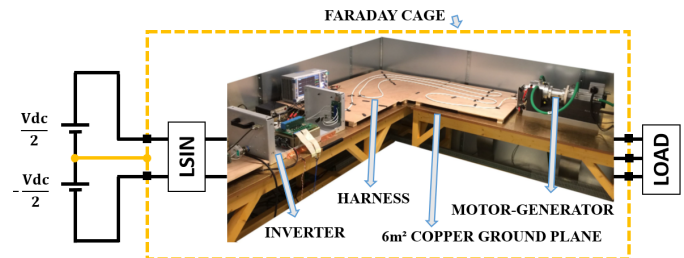 FARADAY CAGE
Vdc
2
-Vdc
2
LSIN
LOAD
HARNESS
MOTOR-GENERATOR
INVERTER
6m² COPPER GROUND PLANE